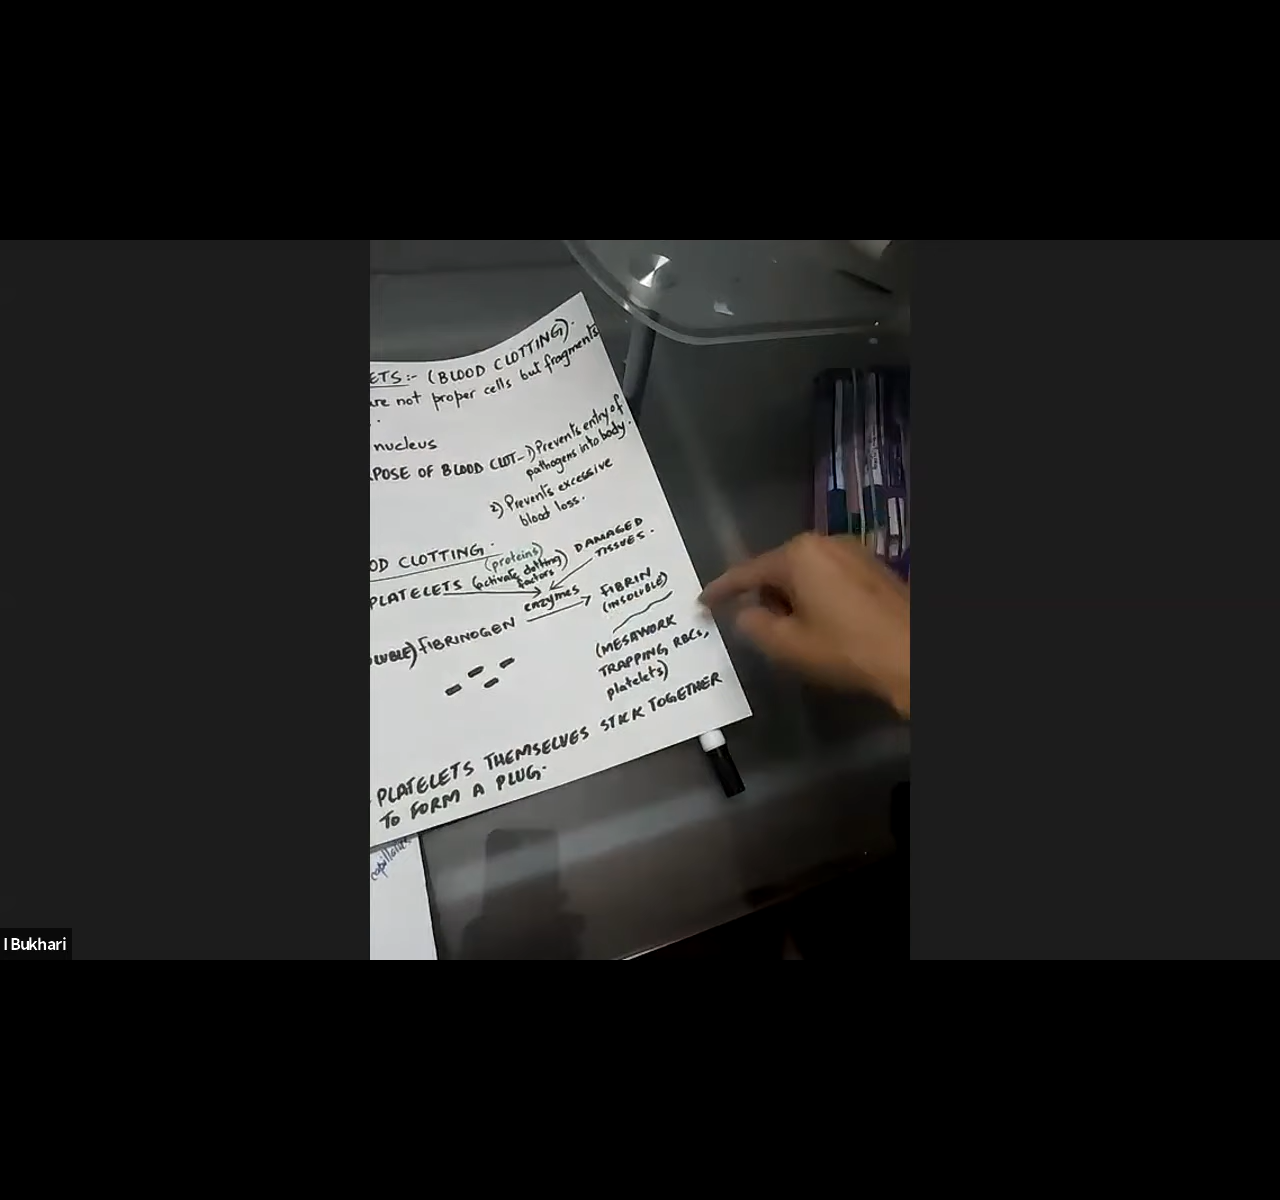 ETS:- (BLOOD CLOTTING).
are not proper cells but fragments
nucleus
POSE OF BLOOD CLOT - 1) Prevents entry of
pathogens into body.
2) Prevents excessive
blood loss.
OD CLOTTING.
(proteins)
PLATELETS (activate clotting
factors)
DAMAGED
TISSUES.
enzymes
LUBLE) FIBRINOGEN
FIBRIN
(INSOLUBLE)
(MESHWORK
TRAPPING, RBCs,
platelets)
PLATELETS THEMSELVES STICK TOGETHER
TO FORM A PLUG.
capillaries
I Bukhari